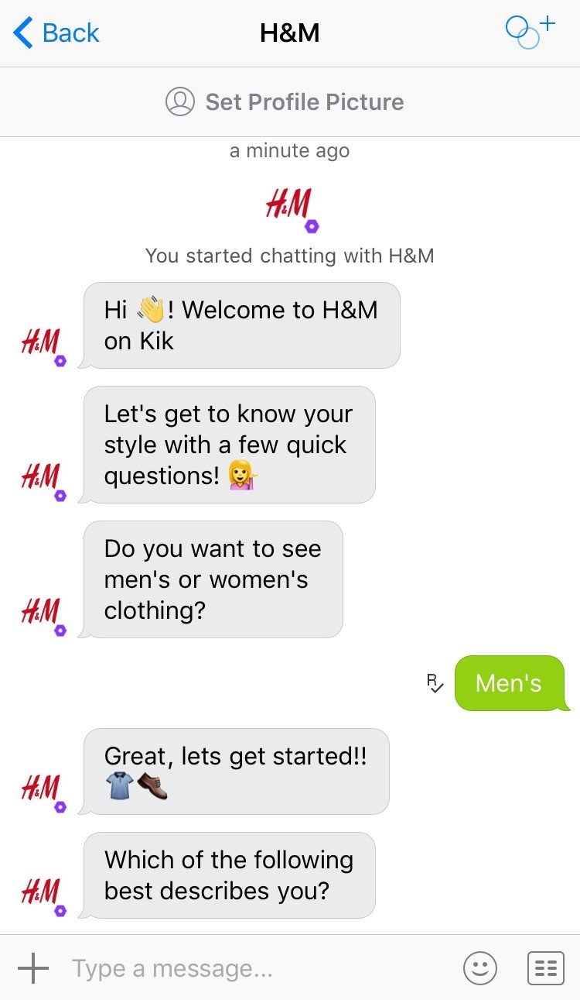 Back
H&M
Set Profile Picture
a minute ago
H&M
You started chatting with H&M
Hi 👋! Welcome to H&M
on Kik
H&M
Let's get to know your
style with a few quick
questions! 💁
H&M
Do you want to see
men's or women's
clothing?
H&M
R
Men's
Great, lets get started!!
👕👞
H&M
Which of the following
best describes you?
H&M
Type a message...